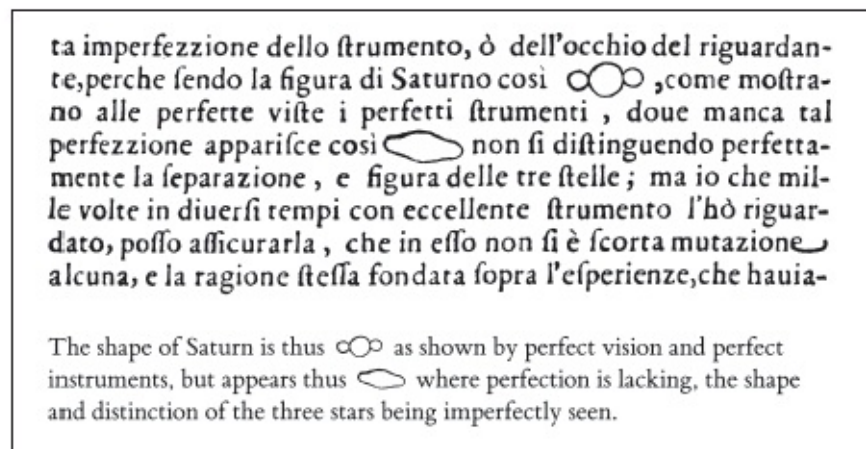 ta imperfezzione dello ſtrumento, ò dell'occhio del riguardan-
te,perche ſendo la figura di Saturno così ,come moſtra-
no alle perfette viſte i perfetti ſtrumenti , doue manca tal
perfezzione appariſce così non ſi diſtinguendo perfetta-
mente la ſeparazione , e figura delle tre ſtelle ; ma io che mil-
le volte in diuerſi tempi con eccellente ſtrumento l'hò riguar-
dato, poſſo aſſicurarla , che in eſſo non ſi è ſcorta mutazione
alcuna, e la ragione ſteſſa fondata ſopra l'eſperienze,che hauia-
The shape of Saturn is thus as shown by perfect vision and perfect
instruments, but appears thus where perfection is lacking, the shape
and distinction of the three stars being imperfectly seen.